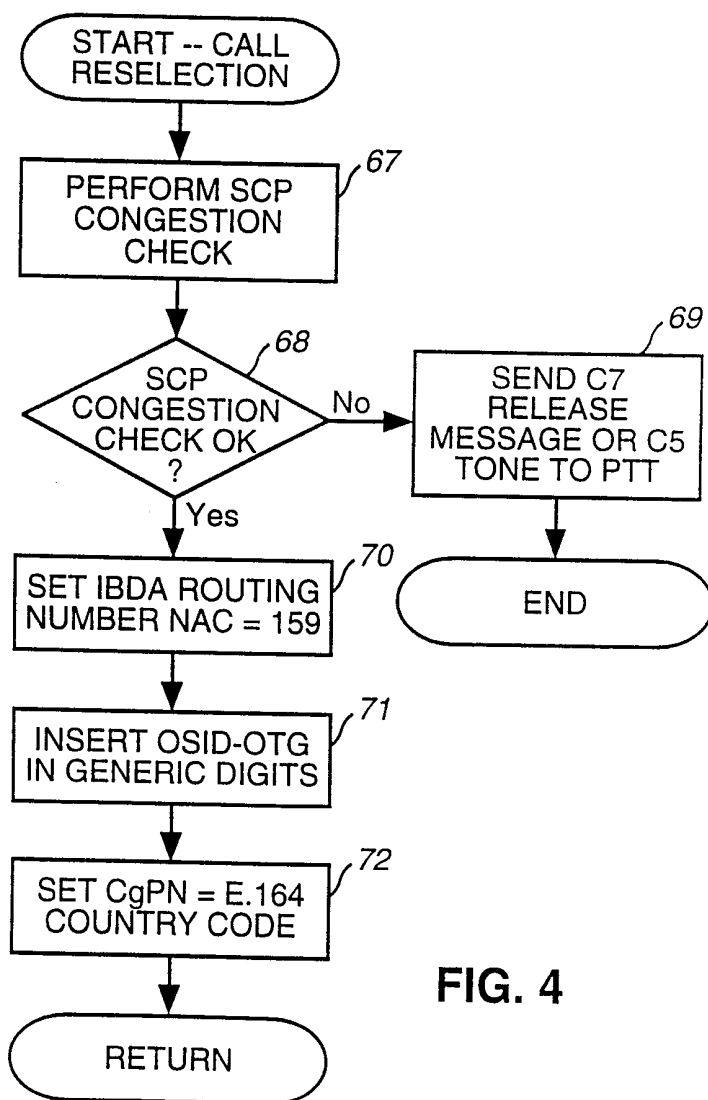 START -- CALL
RESELECTION
67
PERFORM SCP
CONGESTION
CHECK
68
SCP
CONGESTION
CHECK OK
?
No
Yes
69
SEND C7
RELEASE
MESSAGE OR C5
TONE TO PTT
END
70
SET IBDA ROUTING
NUMBER NAC = 159
71
INSERT OSID-OTG
IN GENERIC DIGITS
72
SET CgPN = E.164
COUNTRY CODE
RETURN
FIG. 4